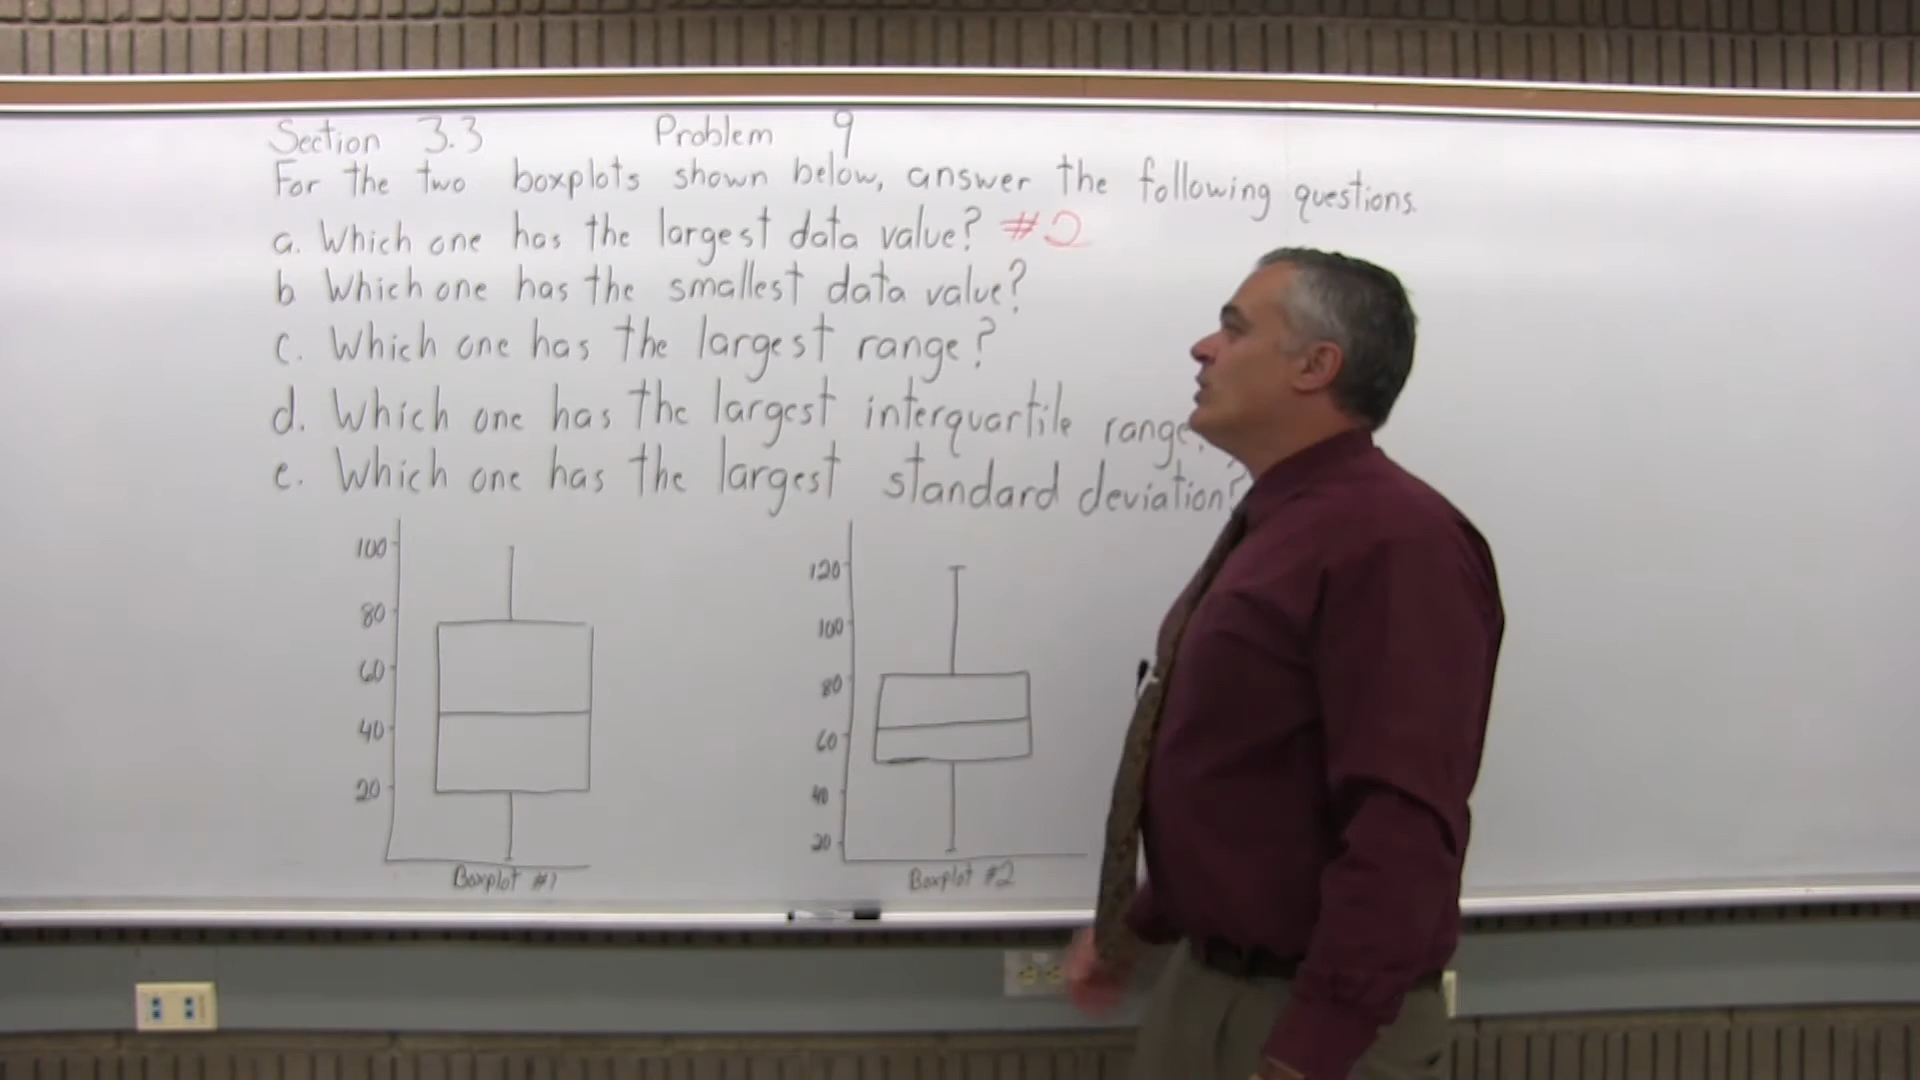 Section 3.3 Problem 9
For the two boxplots shown below, answer the following questions.
a. Which one has the largest data value? #2
b Which one has the smallest data value?
c. Which one has the largest range?
d. Which one has the largest interquartile range
e. Which one has the largest standard deviation?
100
80
60
40
20
Boxplot #1
120
100
80
60
40
20
Boxplot #2